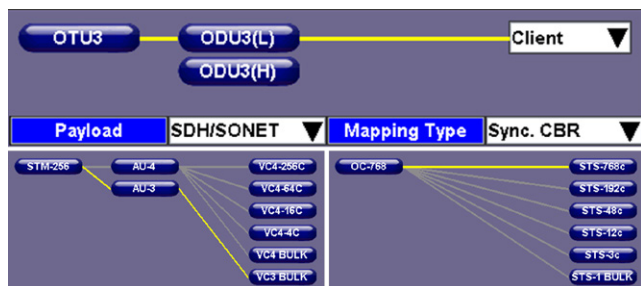 OTU3 ODU3(L) Client
ODU3(H)
Payload SDH/SONET Mapping Type Sync. CBR
STM-256 AU-4 VC4-256C OC-768 STS-768c
AU-3 VC4-64C STS-192c
VC4-16C STS-48c
VC4-4C STS-12c
VC4 BULK STS-3c
VC3 BULK STS-1 BULK